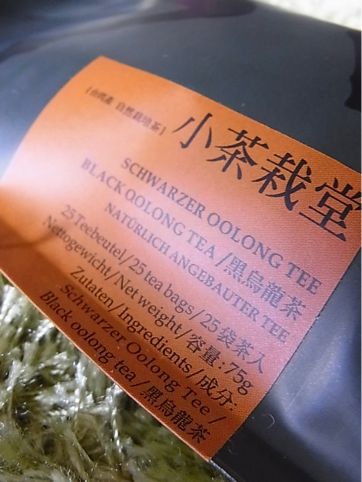 [台湾産 自然栽培茶]
小茶栽堂
SCHWARZER OOLONG TEE
BLACK OOLONG TEA / 黑烏龍茶
NATÜRLICH ANGEBAUTER TEE
25 Teebeutel / 25 tea bags / 25袋茶入
Nettogewicht / Net weight / 容量 : 75g
Zutaten / Ingredients / 成分:
Schwarzer Oolong Tee /
Black oolong tea / 黑烏龍茶